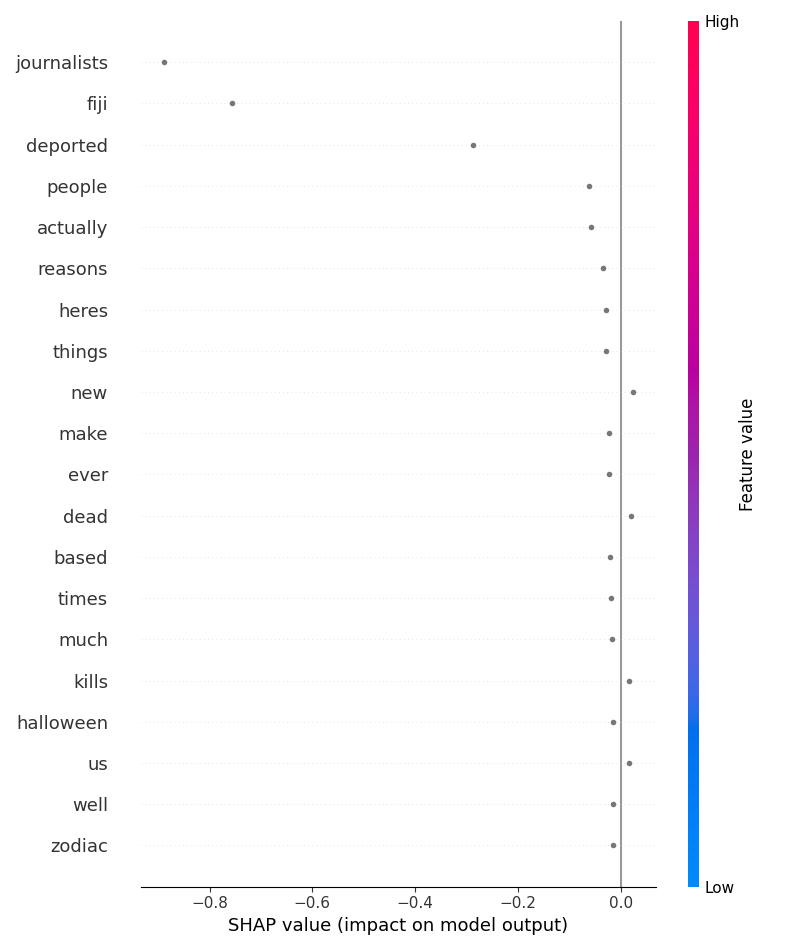 High
journalists
fiji
deported
people
actually
reasons
heres
things
new
make
ever
dead
based
times
much
kills
halloween
us
well
zodiac
Feature value
Low
−0.8
−0.6
−0.4
−0.2
0.0
SHAP value (impact on model output)